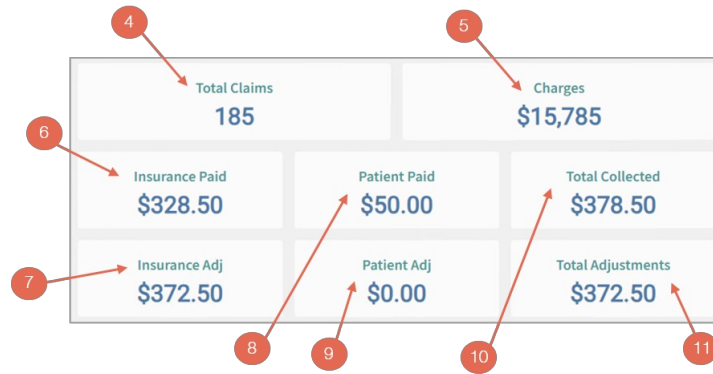 4
5
Total Claims
185
Charges
$15,785
6
Insurance Paid
$328.50
Patient Paid
$50.00
Total Collected
$378.50
7
Insurance Adj
$372.50
Patient Adj
$0.00
Total Adjustments
$372.50
8
9
10
11